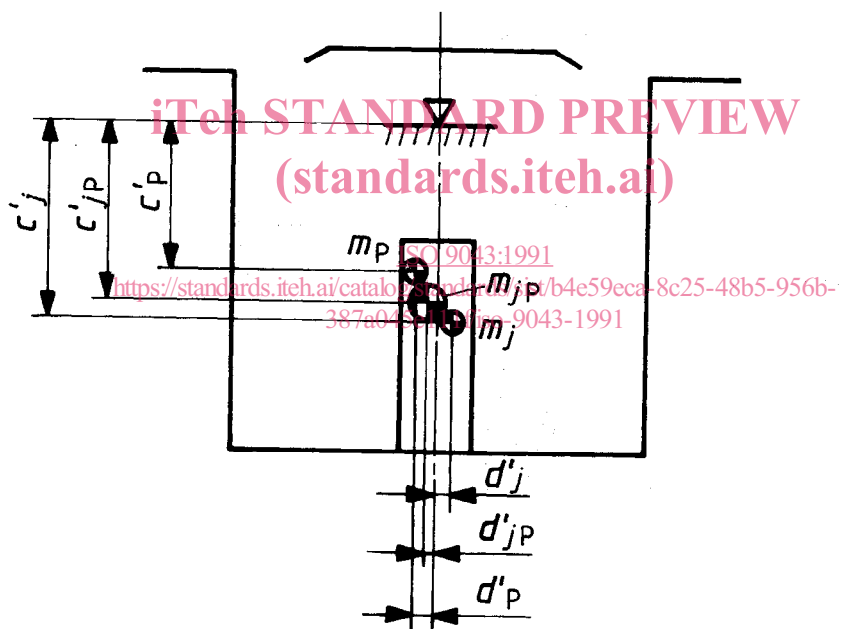 iTeh STANDARD PREVIEW
(standards.iteh.ai)
c'j
c'jP
c'P
mP
ISO 9043:1991
mjP
mj
d'j
d'jP
d'P